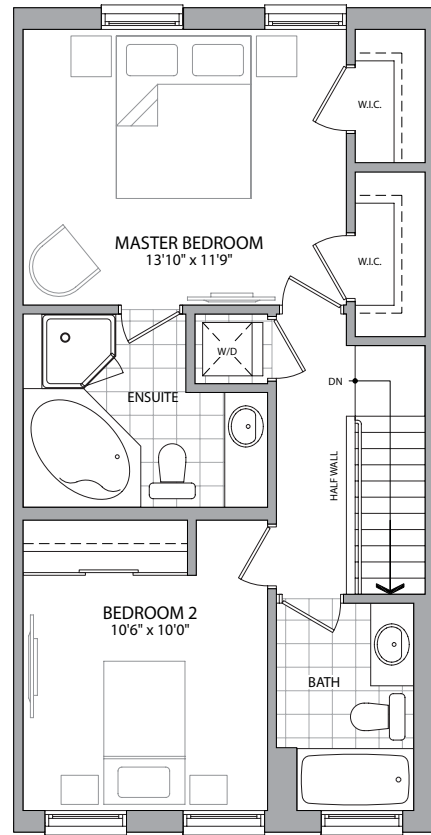 W.I.C.
MASTER BEDROOM
13'10" x 11'9"
W.I.C.
W/D
DN
ENSUITE
HALF WALL
BEDROOM 2
10'6" x 10'0"
BATH